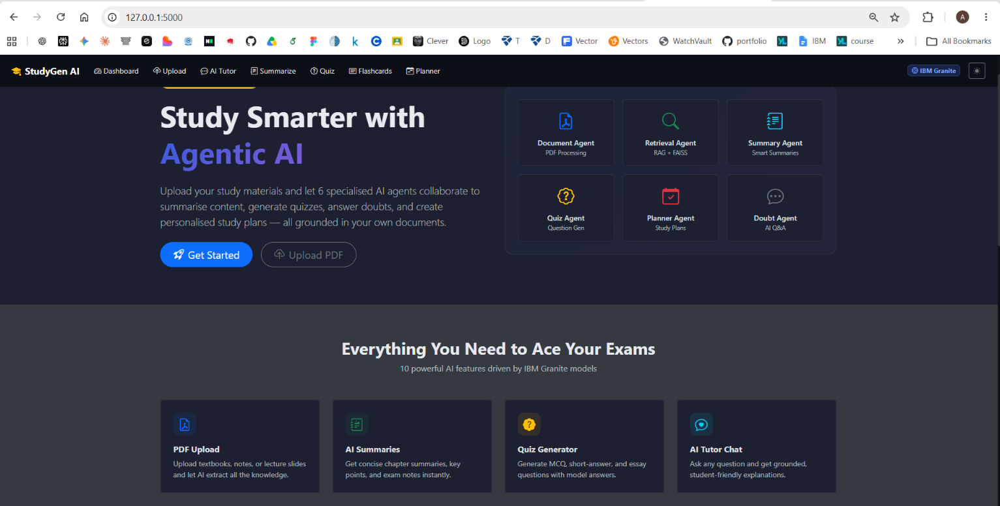 127.0.0.1:5000
A
Clever
Logo
T
D
Vector
Vectors
WatchVault
portfolio
IBM
course
All Bookmarks
StudyGen AI
Dashboard
Upload
AI Tutor
Summarize
Quiz
Flashcards
Planner
IBM Granite
Study Smarter with
Agentic AI
Upload your study materials and let 6 specialised AI agents collaborate to
summarise content, generate quizzes, answer doubts, and create
personalised study plans — all grounded in your own documents.
Get Started
Upload PDF
Document Agent
PDF Processing
Retrieval Agent
RAG + FAISS
Summary Agent
Smart Summaries
Quiz Agent
Question Gen
Planner Agent
Study Plans
Doubt Agent
AI Q&A
Everything You Need to Ace Your Exams
10 powerful AI features driven by IBM Granite models
PDF Upload
Upload textbooks, notes, or lecture slides
and let AI extract all the knowledge.
AI Summaries
Get concise chapter summaries, key
points, and exam notes instantly.
Quiz Generator
Generate MCQ, short-answer, and essay
questions with model answers.
AI Tutor Chat
Ask any question and get grounded,
student-friendly explanations.